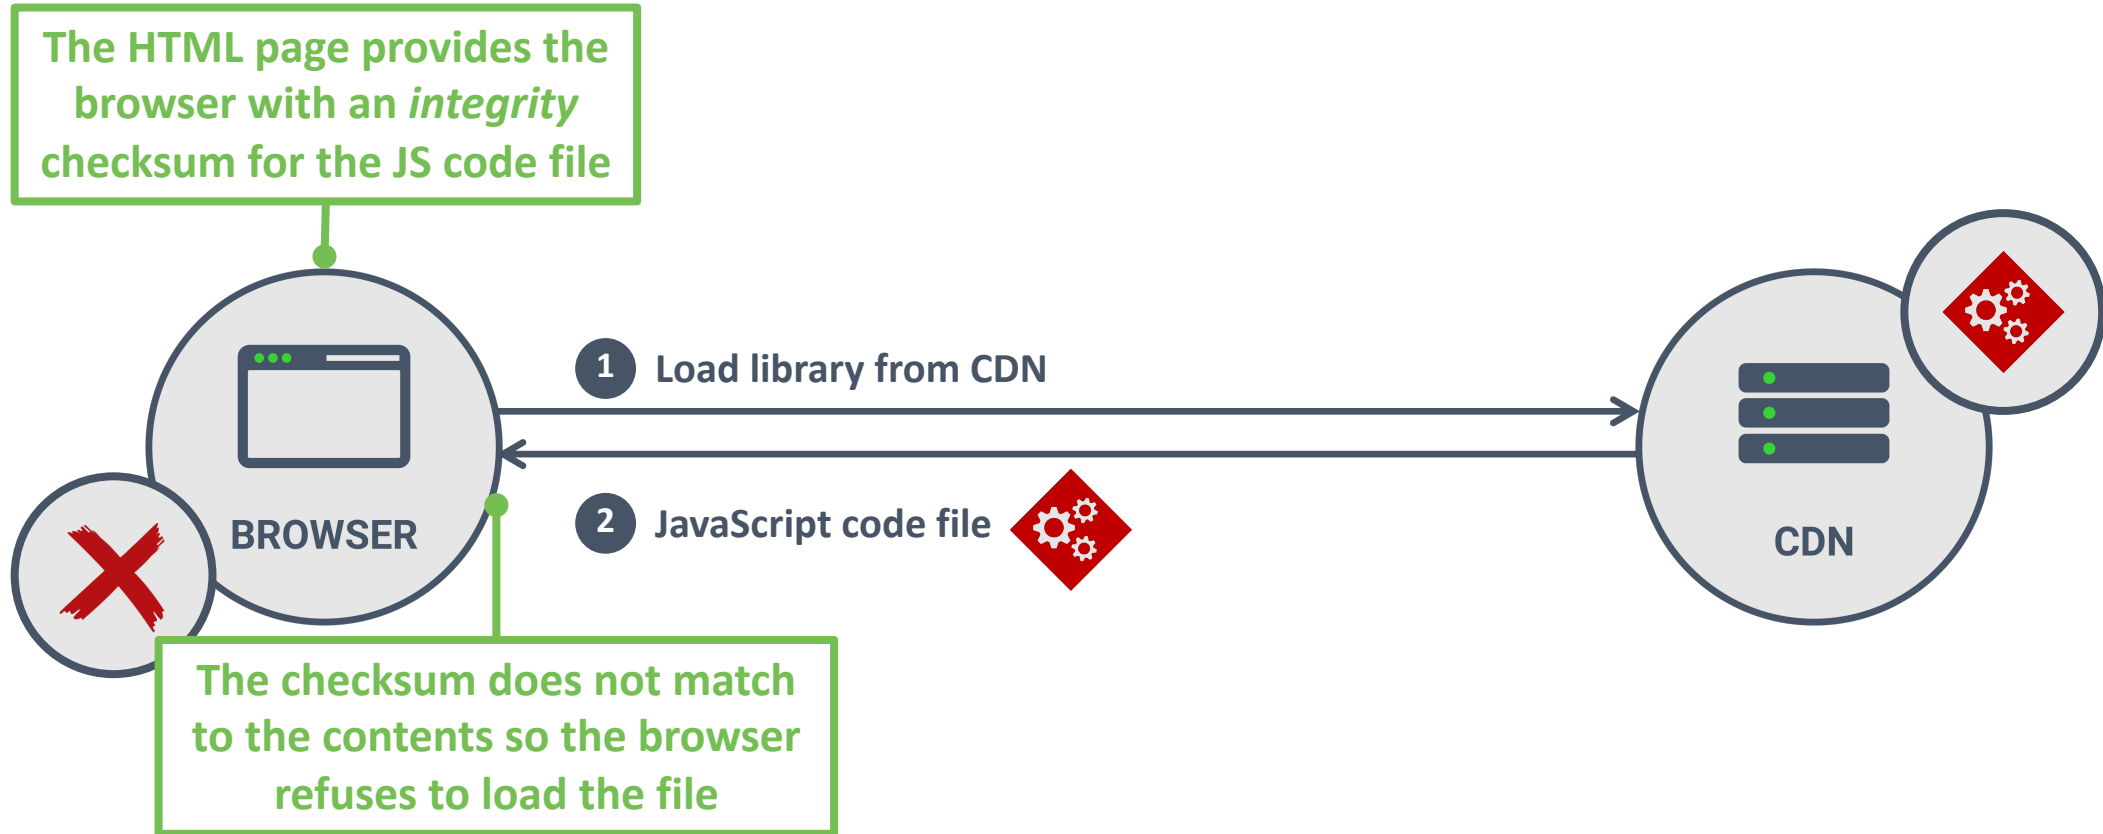 The HTML page provides the
browser with an integrity
checksum for the JS code file
1 Load library from CDN
2 JavaScript code file
BROWSER
CDN
The checksum does not match
to the contents so the browser
refuses to load the file